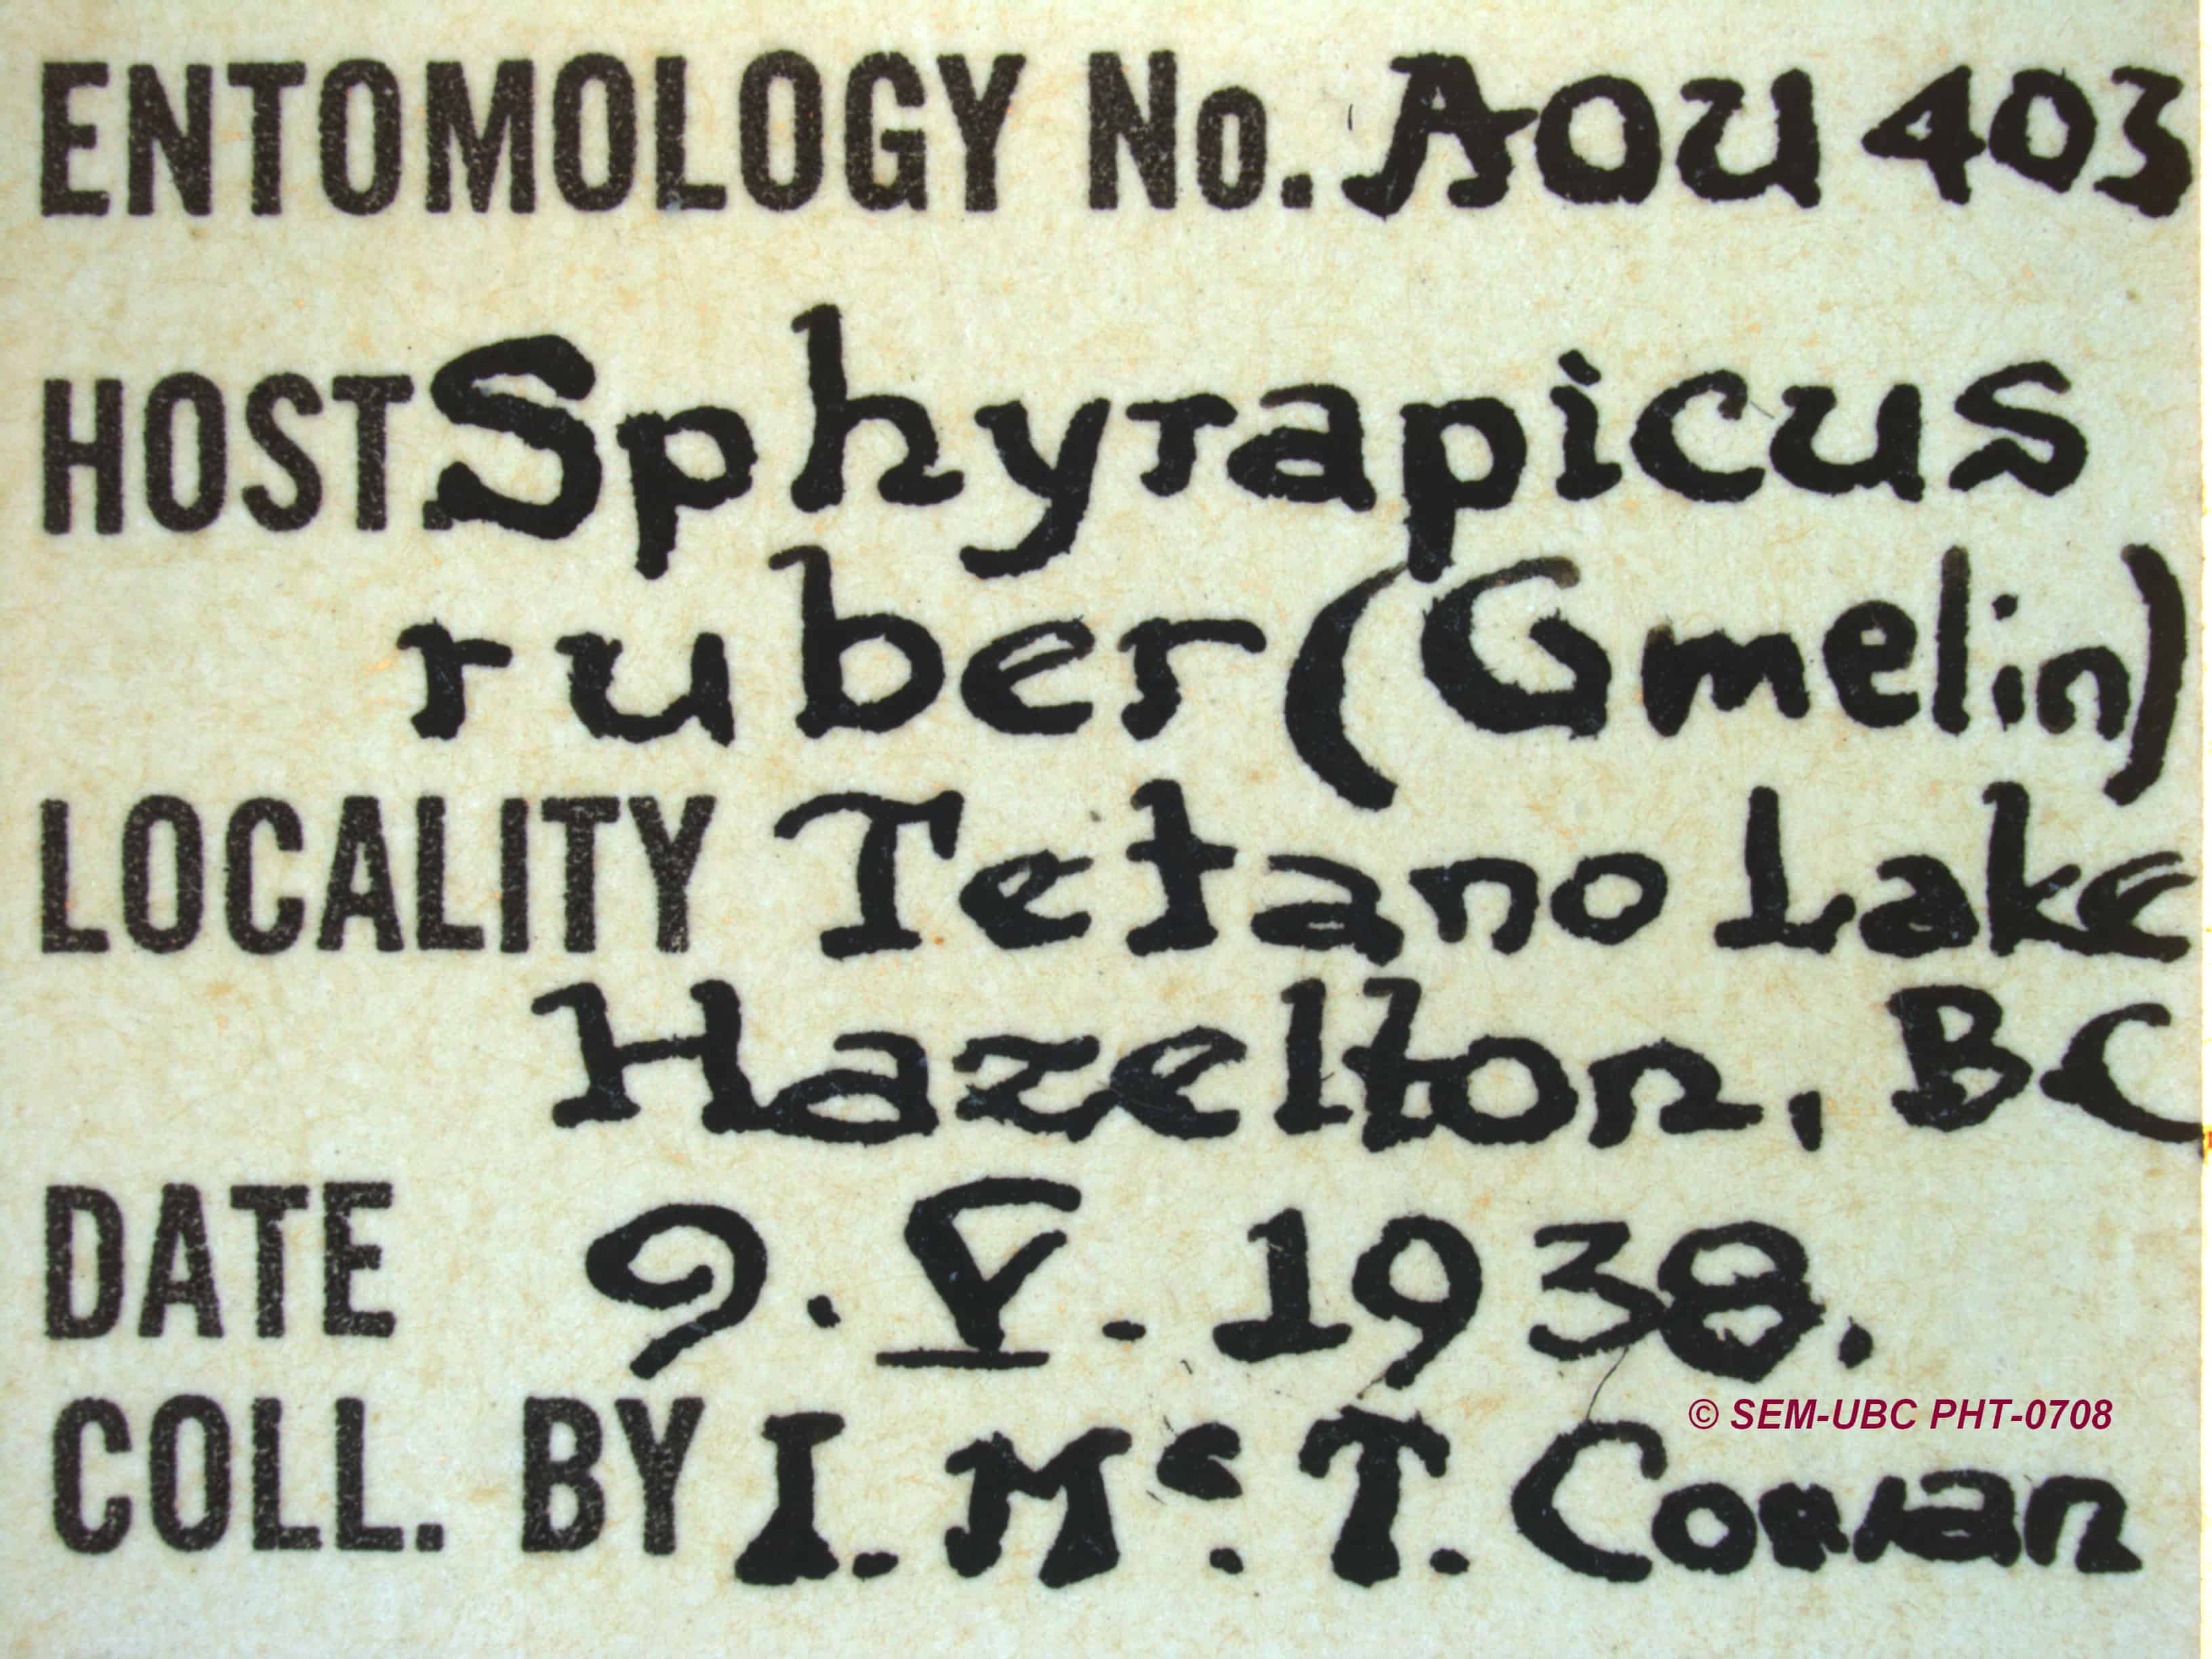 ENTOMOLOGY No. AOU 403
HOST. Sphyrapicus
ruber (Gmelin)
LOCALITY Tetano Lake
Hazelton, BC
DATE 9. V. 1938.
© SEM-UBC PHT-0708
COLL. BY I. Mc. T. Cowan